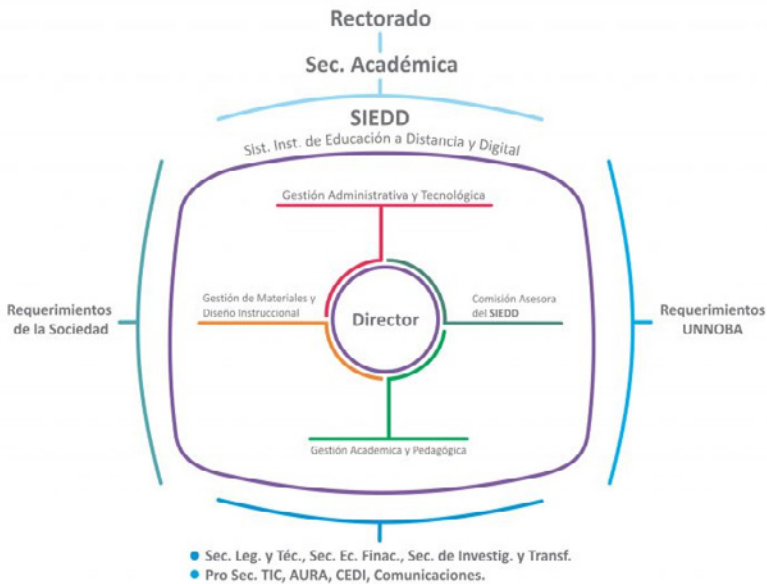 Rectorado
Sec. Académica
SIEDD
Sist. Inst. de Educación a Distancia y Digital
Gestión Administrativa y Tecnológica
Gestión de Materiales y
Diseño Instruccional
Director
Comisión Asesora
del SIEDD
Requerimientos
de la Sociedad
Requerimientos
UNNOBA
Gestión Academica y Pedagógica
Sec. Leg. y Téc., Sec. Ec. Finac., Sec. de Investig. y Transf.
Pro Sec. TIC, AURA, CEDI, Comunicaciones.